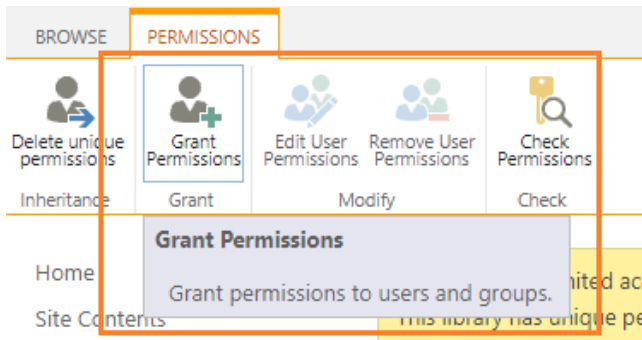 BROWSE PERMISSIONS
Delete unique permissions
Grant Permissions
Edit User Permissions
Remove User Permissions
Check Permissions
Inheritance Grant Modify Check
Grant Permissions
Grant permissions to users and groups.
Home
Site Contents
This library has unique